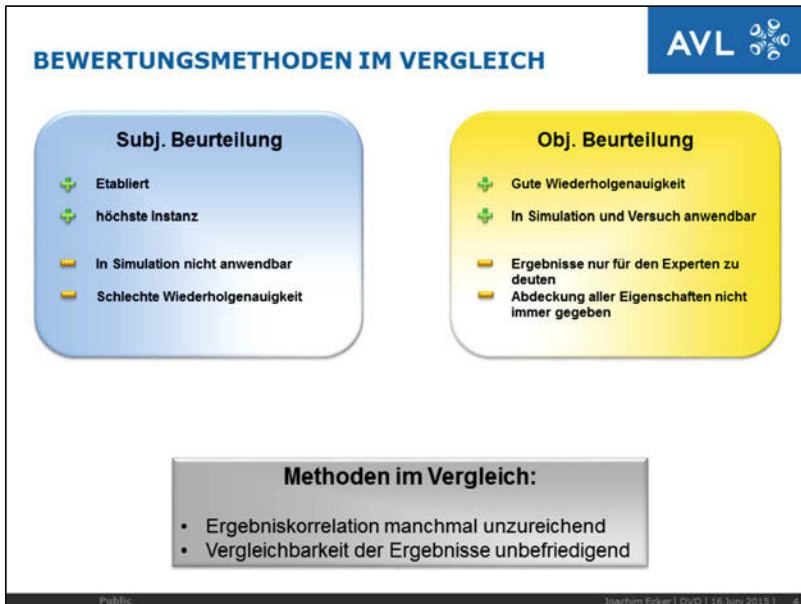 AVL
BEWERTUNGSMETHODEN IM VERGLEICH
Subj. Beurteilung
Etabliert
höchste Instanz
In Simulation nicht anwendbar
Schlechte Wiederholgenauigkeit
Obj. Beurteilung
Gute Wiederholgenauigkeit
In Simulation und Versuch anwendbar
Ergebnisse nur für den Experten zu
deuten
Abdeckung aller Eigenschaften nicht
immer gegeben
Methoden im Vergleich:
• Ergebniskorrelation manchmal unzureichend
• Vergleichbarkeit der Ergebnisse unbefriedigend
Public
Joachim Ecker | DVD | 16 Juni 2015 | 4